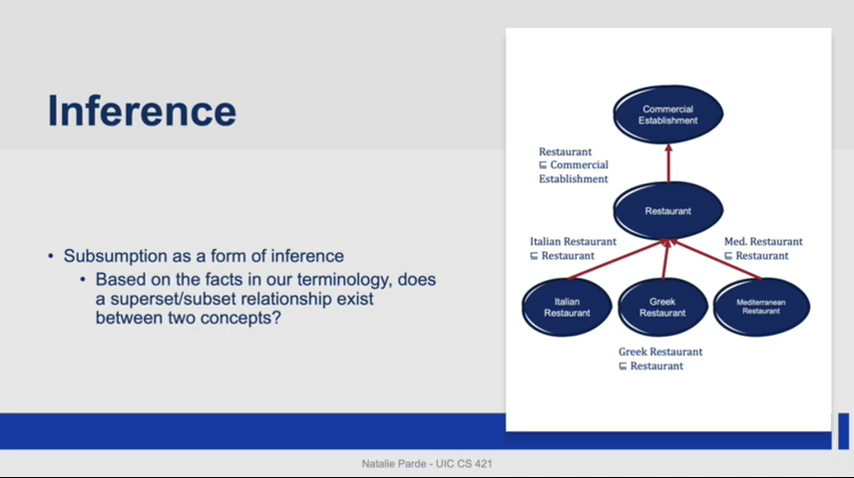 Inference
• Subsumption as a form of inference
• Based on the facts in our terminology, does
a superset/subset relationship exist
between two concepts?
Commercial
Establishment
Restaurant
⊑ Commercial
Establishment
Restaurant
Italian Restaurant
⊑ Restaurant
Med. Restaurant
⊑ Restaurant
Italian
Restaurant
Greek
Restaurant
Mediterranean
Restaurant
Greek Restaurant
⊑ Restaurant
Natalie Parde - UIC CS 421